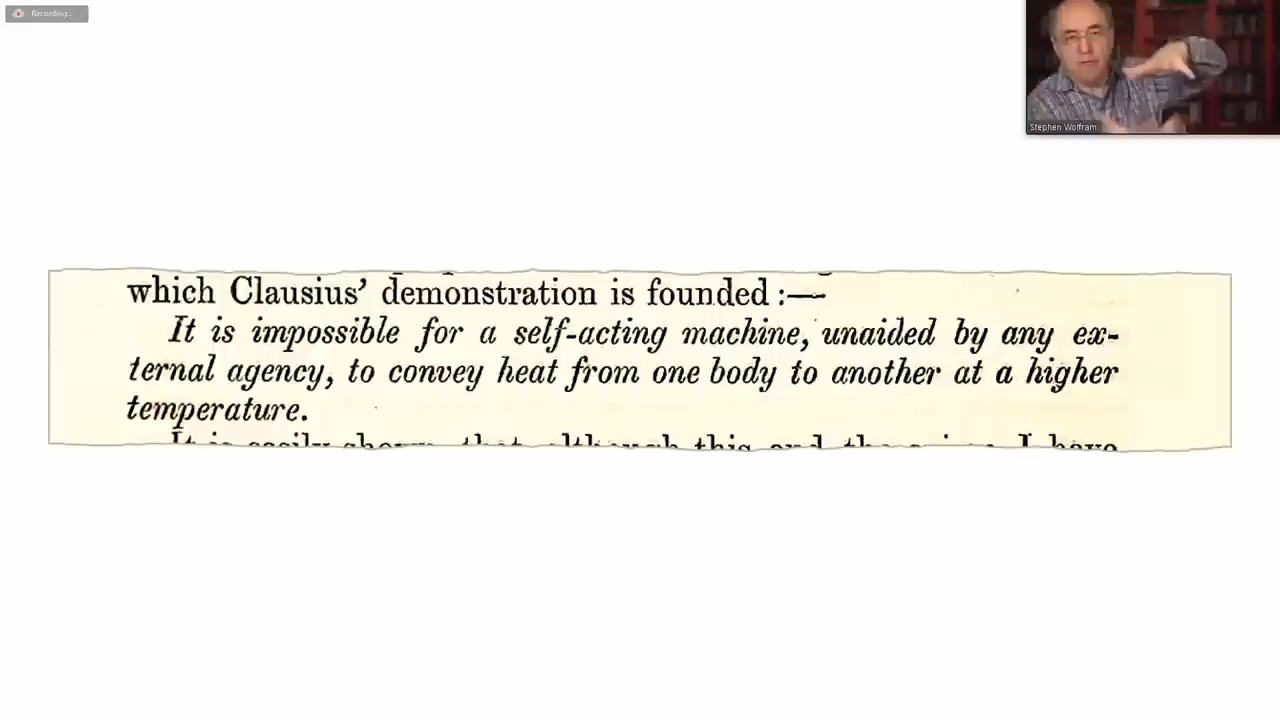 Recording...
Stephen Wolfram
which Clausius’ demonstration is founded :—
It is impossible for a self-acting machine, unaided by any ex-
ternal agency, to convey heat from one body to another at a higher
temperature.